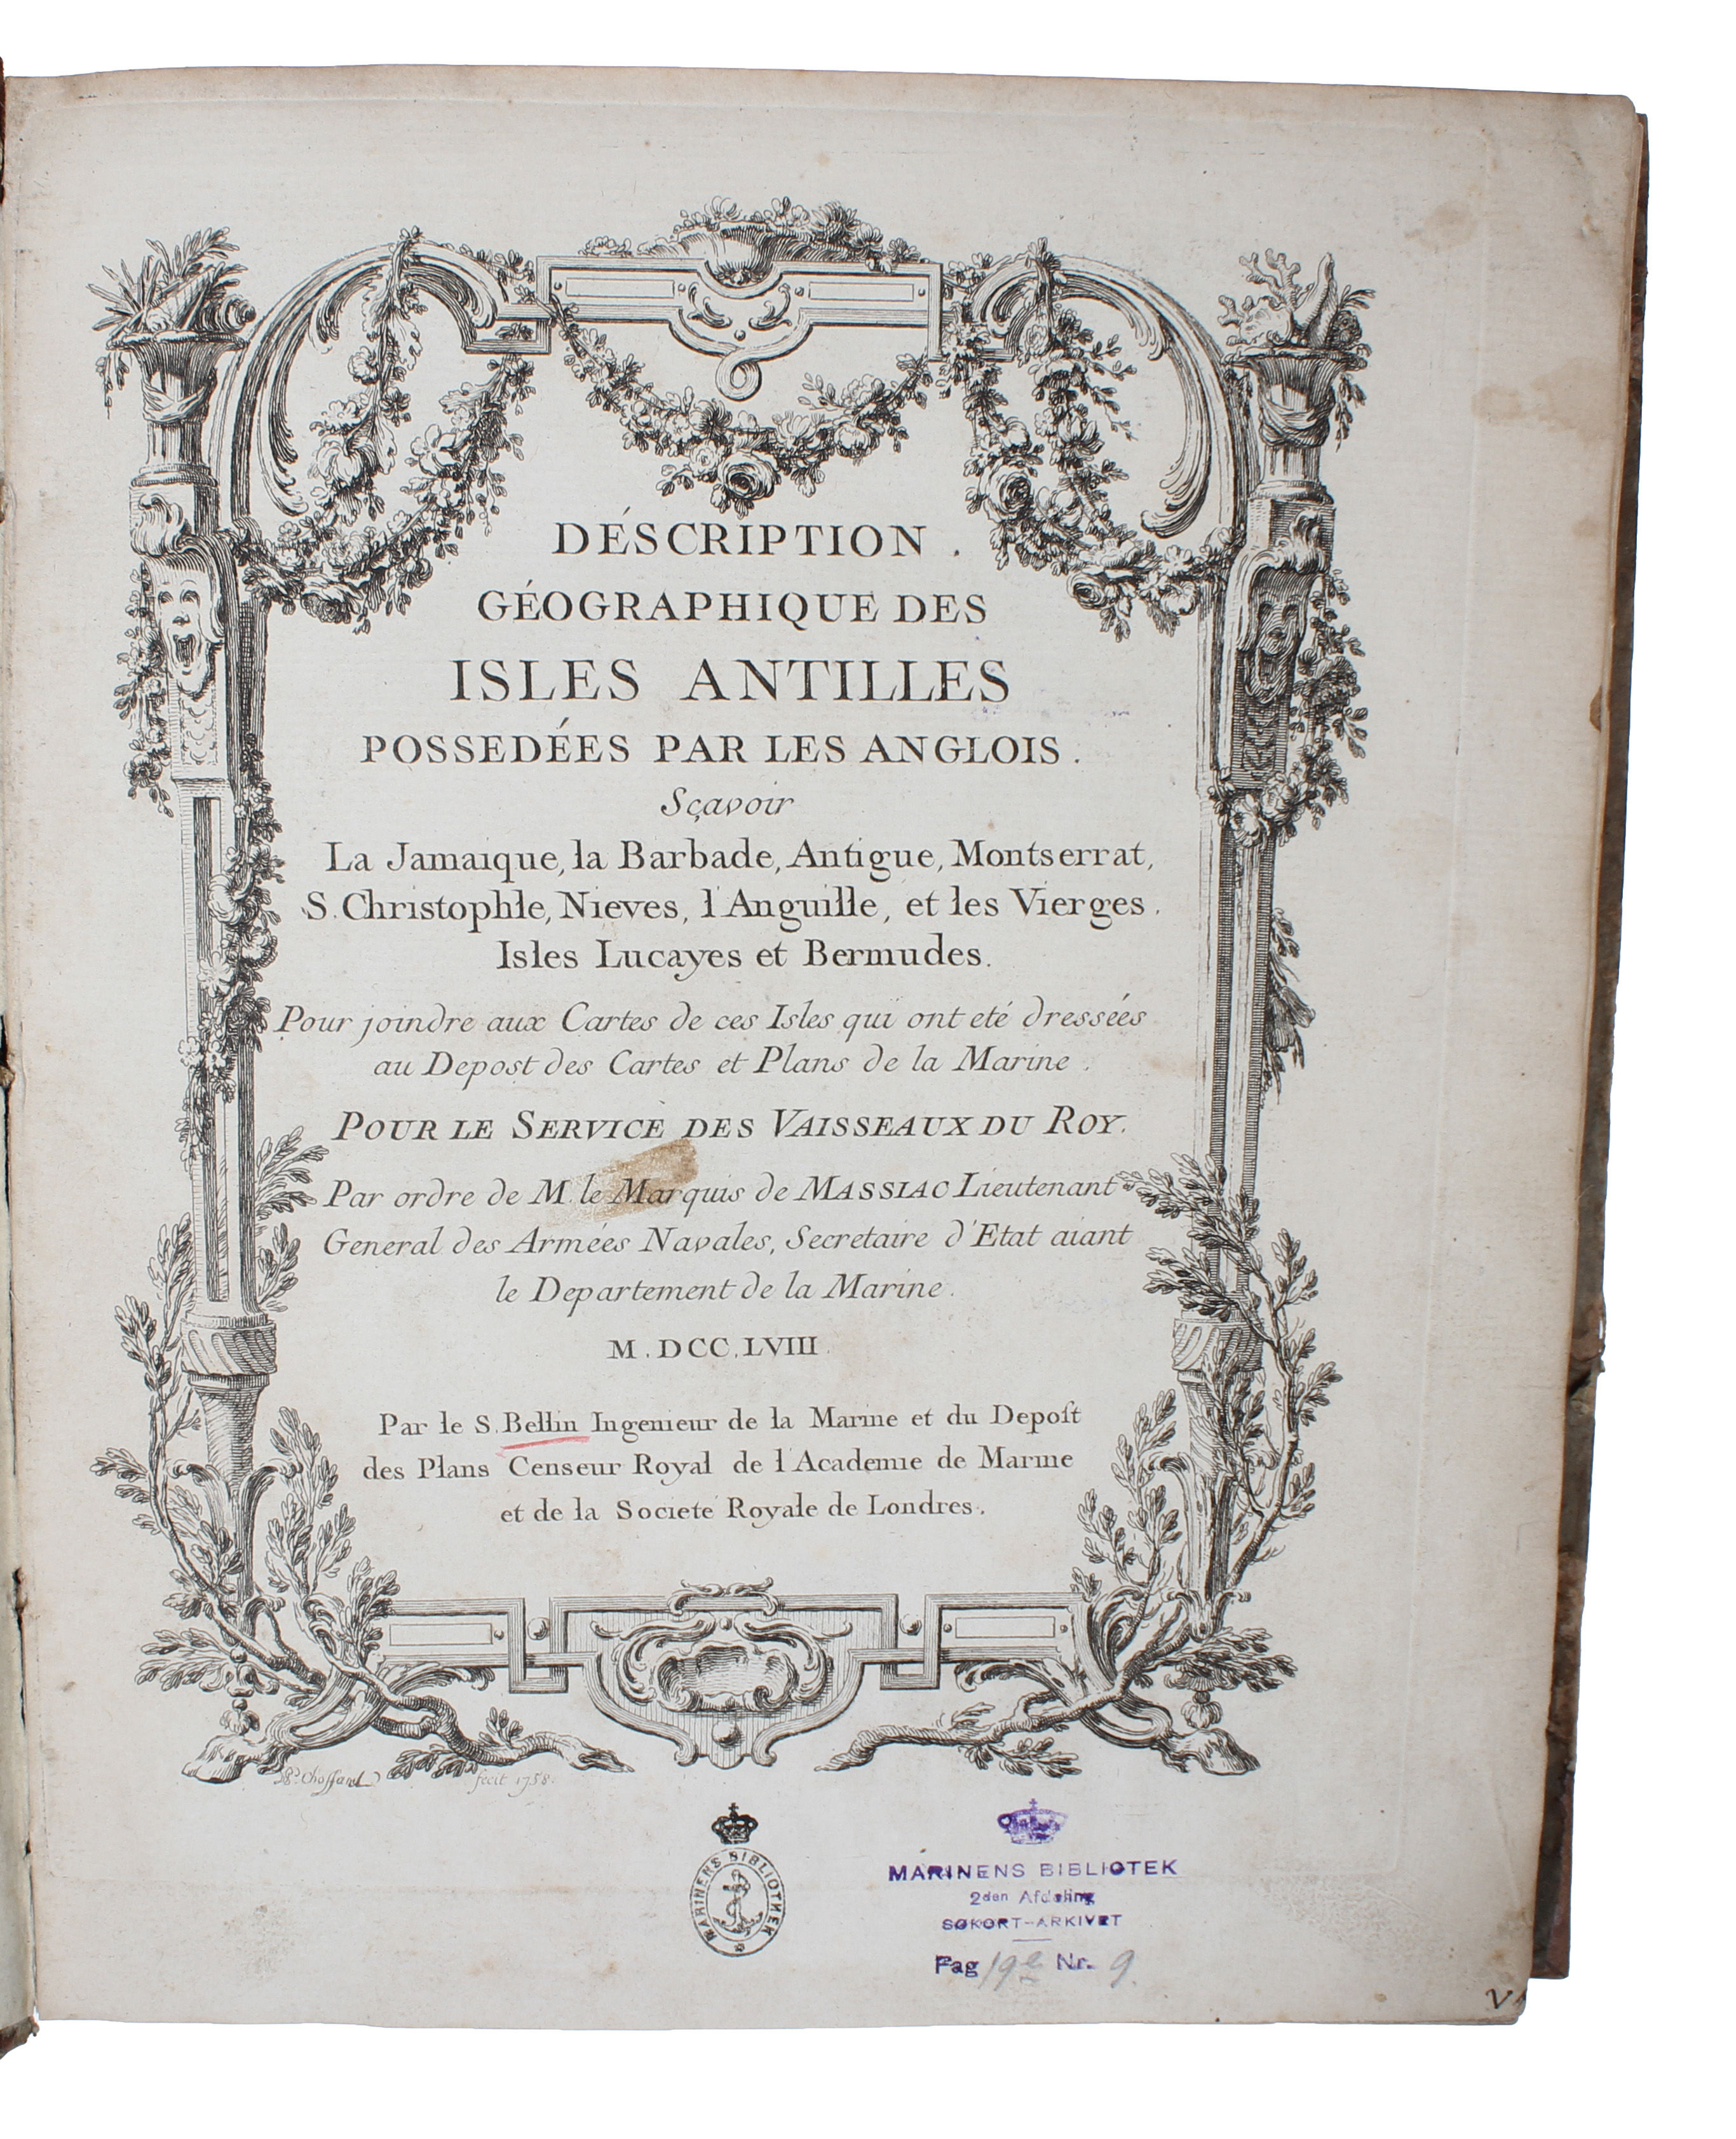 DÉSCRIPTION.
GÉOGRAPHIQUE DES
ISLES ANTILLES
POSSEDÉES PAR LES ANGLOIS.
Sçavoir
La Jamaique, la Barbade, Antigue, Montserrat,
S. Christophle, Nieves, l'Anguille, et les Vierges.
Isles Lucayes et Bermudes.
Pour joindre aux Cartes de ces Isles qui ont eté dressées
au Depost des Cartes et Plans de la Marine.
POUR LE SERVICE DES VAISSEAUX DU ROY.
Par ordre de M. le Marquis de MASSIAC Lieutenant
General des Armées Navales, Secretaire d'Etat aiant
le Departement de la Marine.
M.DCC.LVIII.
Par le S. Bellin Ingenieur de la Marine et du Depoſt
des Plans Censeur Royal de l'Academie de Marine
et de la Societé Royale de Londres.
Choffard fecit 1758.
MARINENS BIBLIOTHEK
MARINENS BIBLIOTEK
2den Afdeling
SØKORT-ARKIVET
Fag 19e Nr. 9.